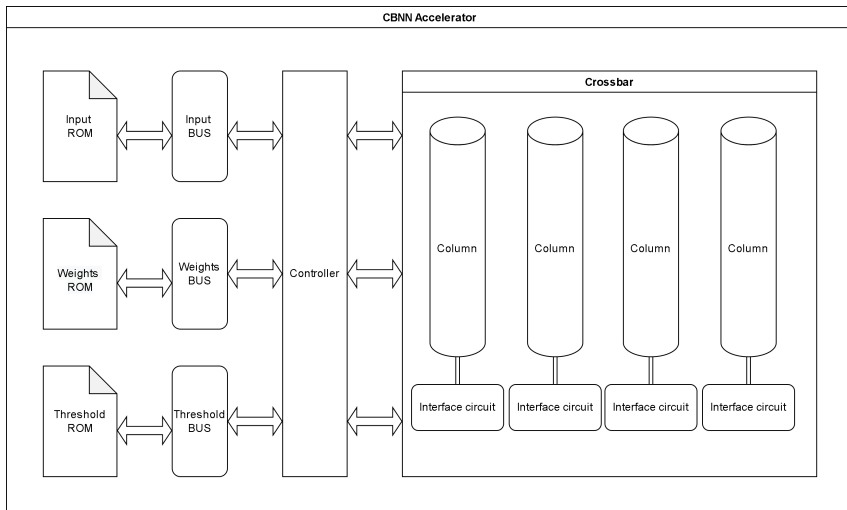 CBNN Accelerator
Input
ROM
Input
BUS
Weights
ROM
Weights
BUS
Threshold
ROM
Threshold
BUS
Controller
Crossbar
Column
Column
Column
Column
Interface circuit
Interface circuit
Interface circuit
Interface circuit